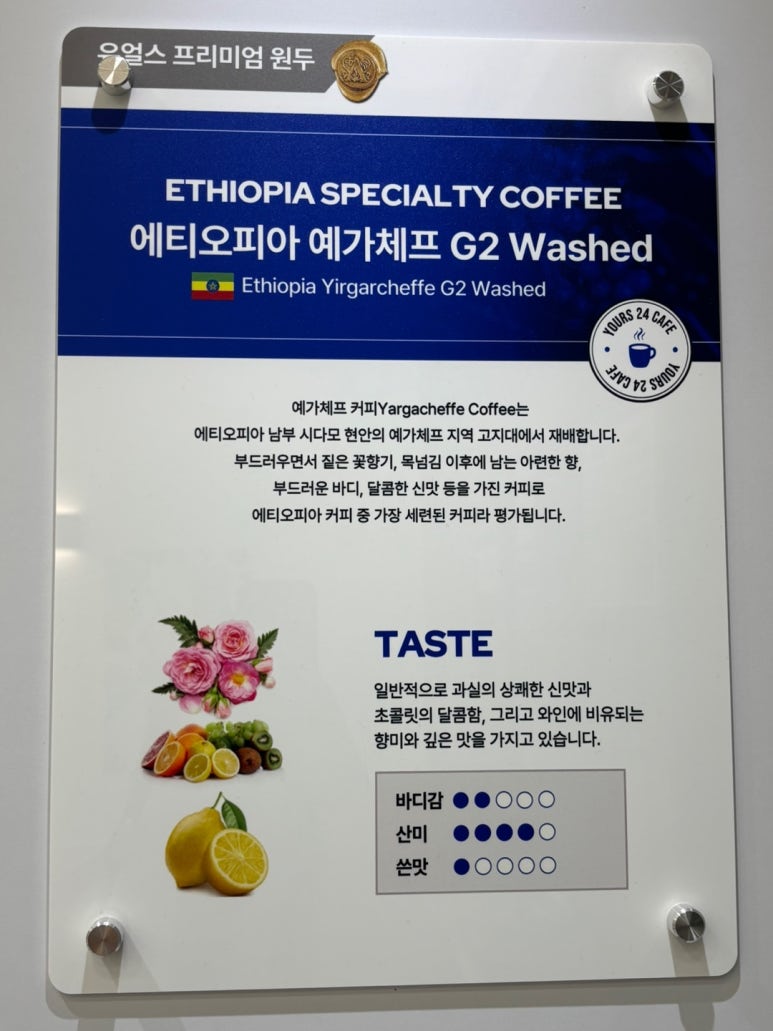 유얼스 프리미엄 원두
ETHIOPIA SPECIALTY COFFEE
에티오피아 예가체프 G2 Washed
Ethiopia Yirgarcheffe G2 Washed
YOURS 24 CAFE
YOURS 24 CAFE
예가체프 커피Yargacheffe Coffee는
에티오피아 남부 시다모 현안의 예가체프 지역 고지대에서 재배합니다.
부드러우면서 짙은 꽃향기, 목넘김 이후에 남는 아련한 향,
부드러운 바디, 달콤한 신맛 등을 가진 커피로
에티오피아 커피 중 가장 세련된 커피라 평가됩니다.
TASTE
일반적으로 과실의 상쾌한 신맛과
초콜릿의 달콤함, 그리고 와인에 비유되는
향미와 깊은 맛을 가지고 있습니다.
바디감
산미
쓴맛